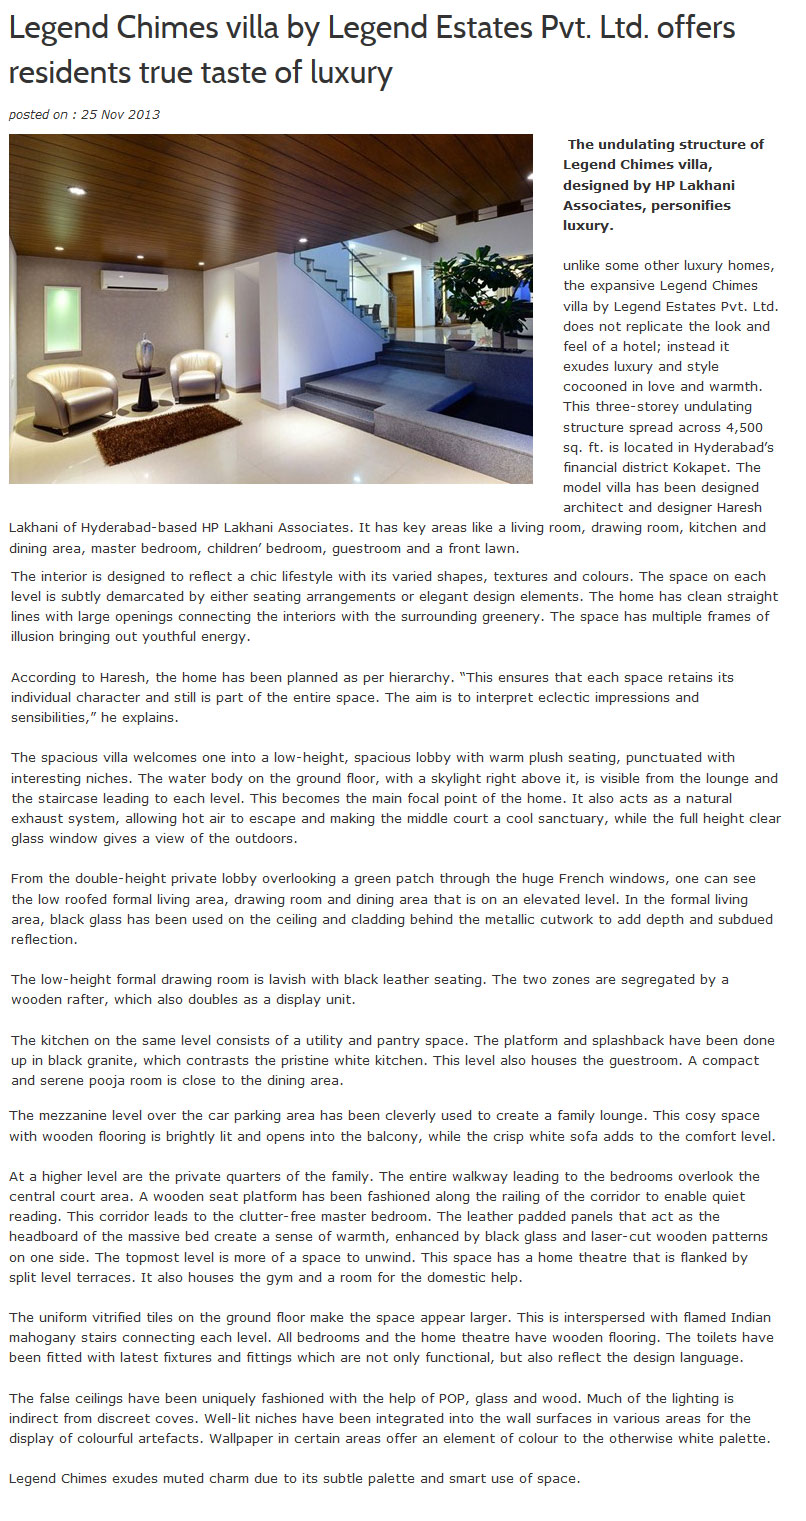 Legend Chimes villa by Legend Estates Pvt. Ltd. offers
residents true taste of luxury
posted on : 25 Nov 2013
The undulating structure of
Legend Chimes villa,
designed by HP Lakhani
Associates, personifies
luxury.
unlike some other luxury homes,
the expansive Legend Chimes
villa by Legend Estates Pvt. Ltd.
does not replicate the look and
feel of a hotel; instead it
exudes luxury and style
cocooned in love and warmth.
This three-storey undulating
structure spread across 4,500
sq. ft. is located in Hyderabad’s
financial district Kokapet. The
model villa has been designed
architect and designer Haresh
Lakhani of Hyderabad-based HP Lakhani Associates. It has key areas like a living room, drawing room, kitchen and
dining area, master bedroom, children’ bedroom, guestroom and a front lawn.
The interior is designed to reflect a chic lifestyle with its varied shapes, textures and colours. The space on each
level is subtly demarcated by either seating arrangements or elegant design elements. The home has clean straight
lines with large openings connecting the interiors with the surrounding greenery. The space has multiple frames of
illusion bringing out youthful energy.
According to Haresh, the home has been planned as per hierarchy. “This ensures that each space retains its
individual character and still is part of the entire space. The aim is to interpret eclectic impressions and
sensibilities,” he explains.
The spacious villa welcomes one into a low-height, spacious lobby with warm plush seating, punctuated with
interesting niches. The water body on the ground floor, with a skylight right above it, is visible from the lounge and
the staircase leading to each level. This becomes the main focal point of the home. It also acts as a natural
exhaust system, allowing hot air to escape and making the middle court a cool sanctuary, while the full height clear
glass window gives a view of the outdoors.
From the double-height private lobby overlooking a green patch through the huge French windows, one can see
the low roofed formal living area, drawing room and dining area that is on an elevated level. In the formal living
area, black glass has been used on the ceiling and cladding behind the metallic cutwork to add depth and subdued
reflection.
The low-height formal drawing room is lavish with black leather seating. The two zones are segregated by a
wooden rafter, which also doubles as a display unit.
The kitchen on the same level consists of a utility and pantry space. The platform and splashback have been done
up in black granite, which contrasts the pristine white kitchen. This level also houses the guestroom. A compact
and serene pooja room is close to the dining area.
The mezzanine level over the car parking area has been cleverly used to create a family lounge. This cosy space
with wooden flooring is brightly lit and opens into the balcony, while the crisp white sofa adds to the comfort level.
At a higher level are the private quarters of the family. The entire walkway leading to the bedrooms overlook the
central court area. A wooden seat platform has been fashioned along the railing of the corridor to enable quiet
reading. This corridor leads to the clutter-free master bedroom. The leather padded panels that act as the
headboard of the massive bed create a sense of warmth, enhanced by black glass and laser-cut wooden patterns
on one side. The topmost level is more of a space to unwind. This space has a home theatre that is flanked by
split level terraces. It also houses the gym and a room for the domestic help.
The uniform vitrified tiles on the ground floor make the space appear larger. This is interspersed with flamed Indian
mahogany stairs connecting each level. All bedrooms and the home theatre have wooden flooring. The toilets have
been fitted with latest fixtures and fittings which are not only functional, but also reflect the design language.
The false ceilings have been uniquely fashioned with the help of POP, glass and wood. Much of the lighting is
indirect from discreet coves. Well-lit niches have been integrated into the wall surfaces in various areas for the
display of colourful artefacts. Wallpaper in certain areas offer an element of colour to the otherwise white palette.
Legend Chimes exudes muted charm due to its subtle palette and smart use of space.